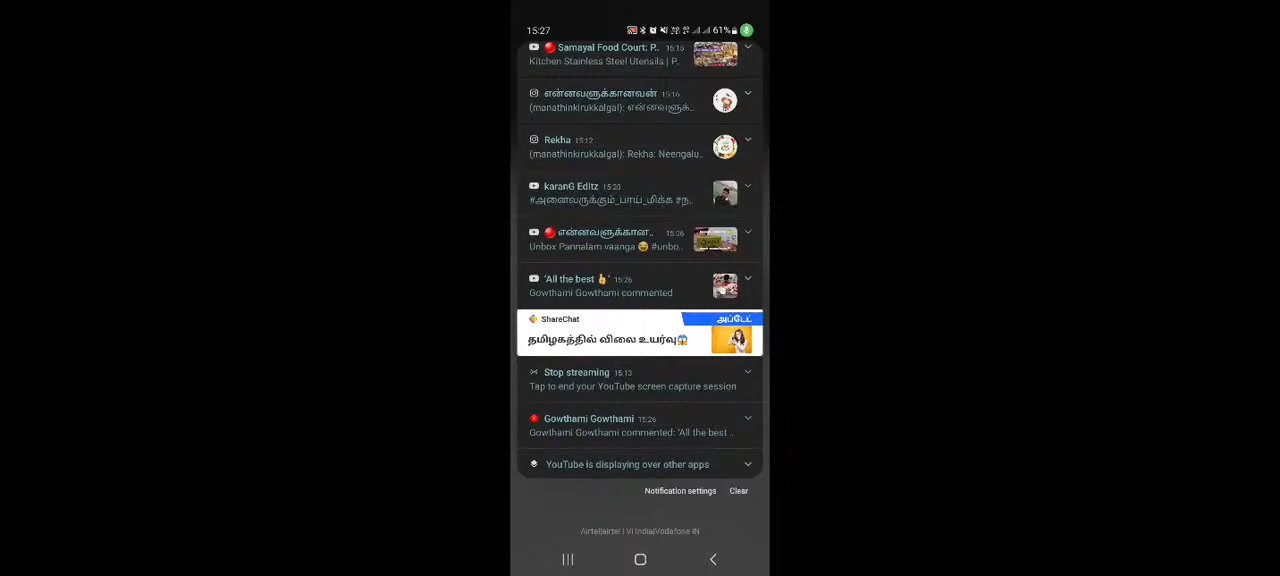 15:27
61%
Samayal Food Court: P.. 15:15
Kitchen Stainless Steel Utensils | P..
என்னவளுக்கானவன் 15:16
(manathinkirukkalgal): என்னவளுக்..
Rekha 15:12
(manathinkirukkalgal): Rekha: Neengalu..
karanG Editz 15:20
#அனைவருக்கும்_பாய்_மிக்க #ந..
என்னவளுக்கான.. 15:06
Unbox Pannalam vaanga 😂 #unbo..
'All the best 👍' 15:26
Gowthami Gowthami commented
ShareChat
அப்டேட்
தமிழகத்தில் விலை உயர்வு😱
Stop streaming 15:13
Tap to end your YouTube screen capture session
Gowthami Gowthami 15:26
Gowthami Gowthami commented: 'All the best ..
YouTube is displaying over other apps
Notification settings Clear
Airtel|airtel | Vi India|Vodafone IN